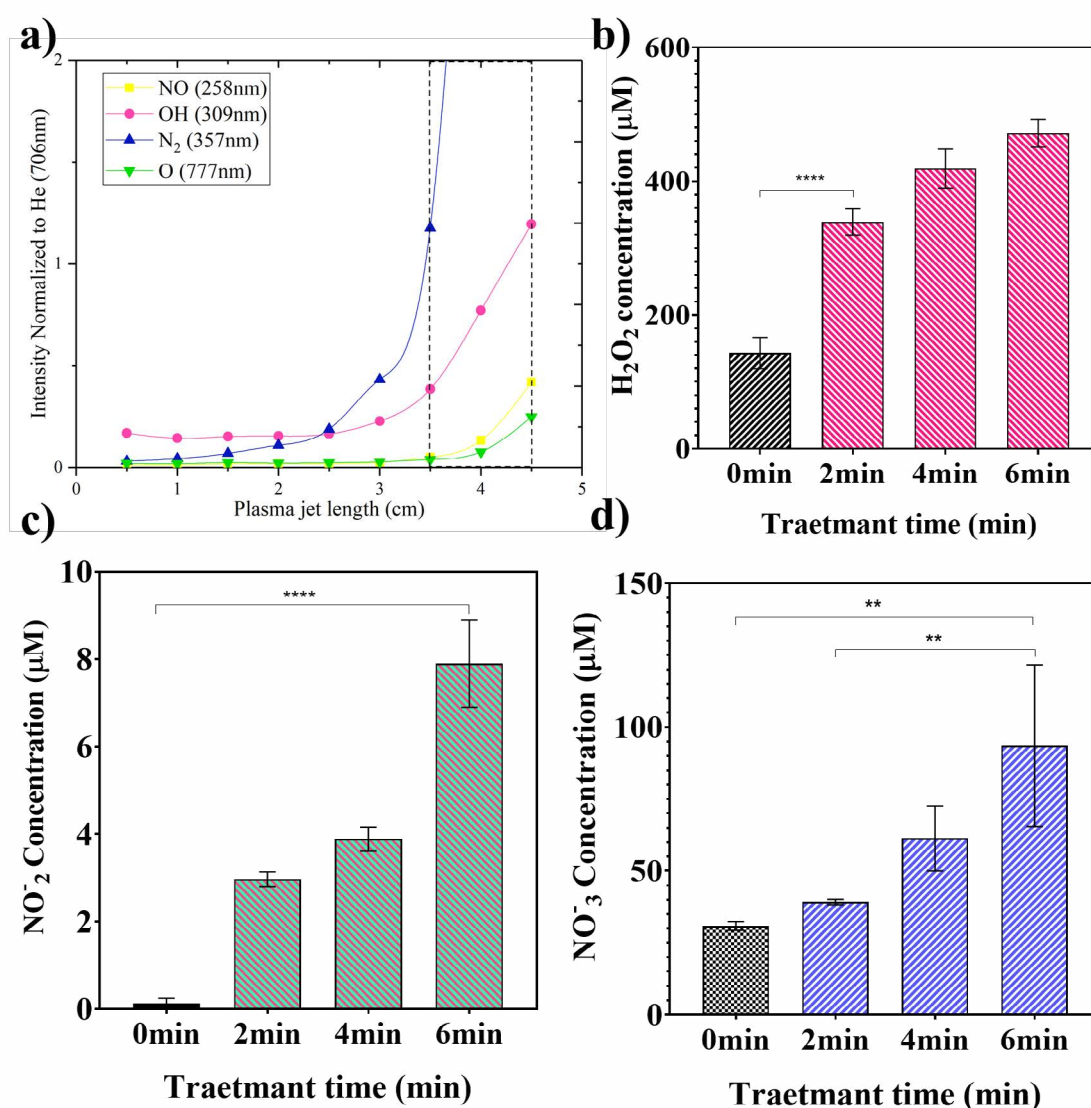 a)
2
1
0
0
1
2
3
4
5
Intensity Normalized to He (706nm)
Plasma jet length (cm)
NO (258nm)
OH (309nm)
N₂ (357nm)
O (777nm)
b)
600
400
200
0
H₂O₂ concentration (μM)
****
0min 2min 4min 6min
Traetmant time (min)
c)
10
8
6
4
2
0
NO⁻₂ Concentration (μM)
****
0min 2min 4min 6min
Traetmant time (min)
d)
150
100
50
0
NO⁻₃ Concentration (μM)
**
**
0min 2min 4min 6min
Traetmant time (min)